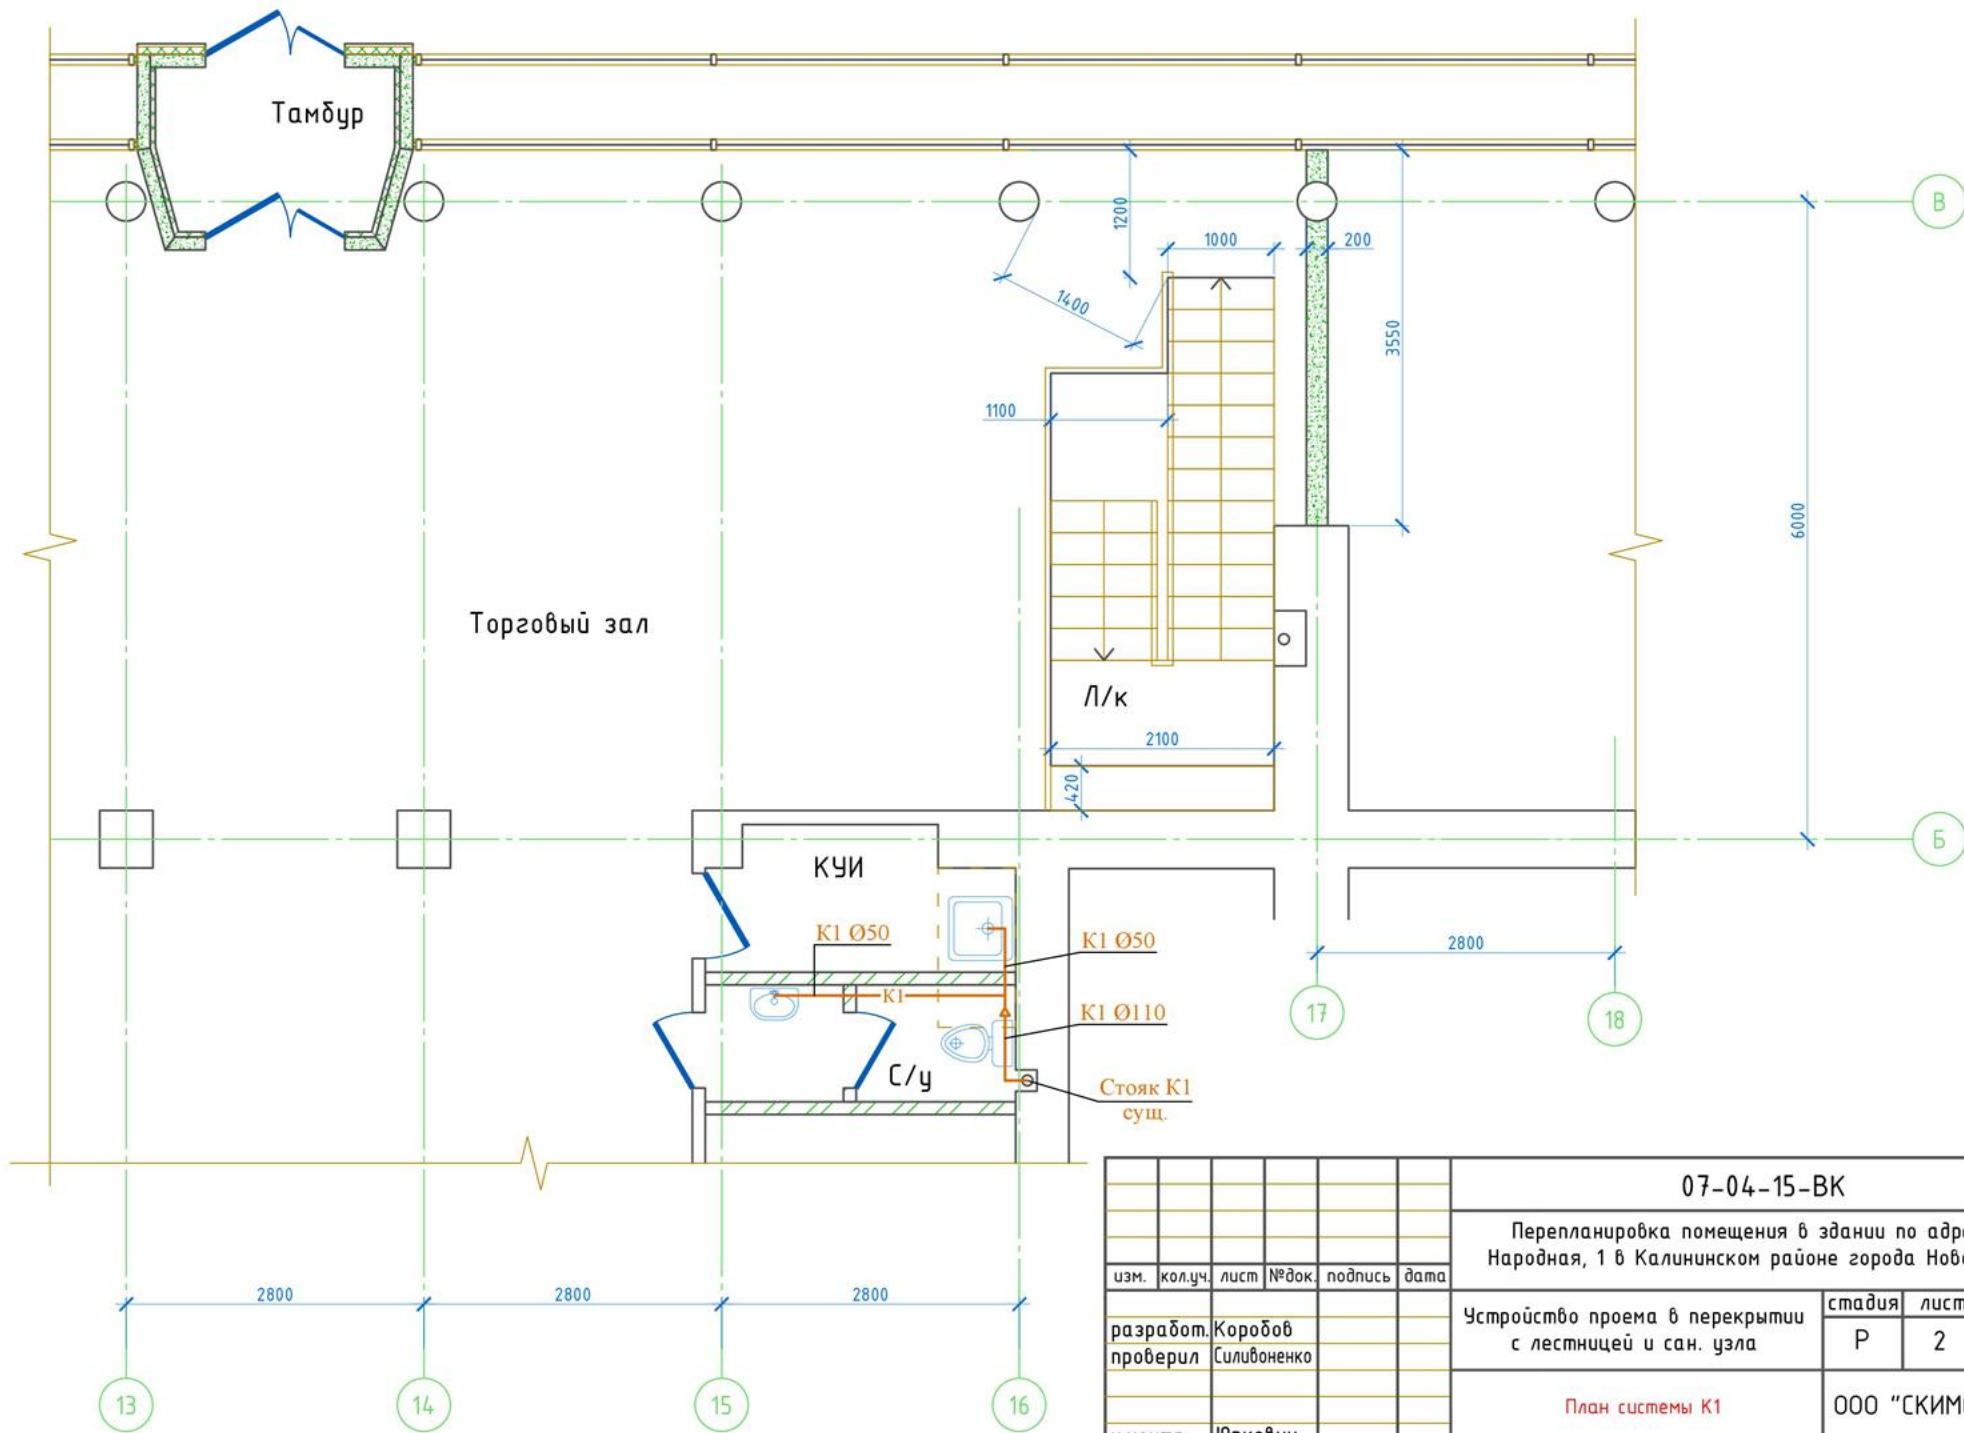 Тамбур
В
1200
1000
200
1400
3550
1100
6000
Торговый зал
Л/к
2100
420
Б
КУИ
К1 Ø50
К1 Ø50
2800
К1
К1 Ø110
17
18
С/у
Стояк К1
сущ.
07-04-15-ВК
Перепланировка помещения в здании по
Народная, 1 в Калининском районе города
изм. кол.уч. лист №док. подпись дата
2800
2800
2800
Устройство проема в перекрытии
с лестницей и сан. узла
стадия лист
Р 2
разработ. Коробов
проверил Силивоненко
План системы К1
ООО
13
14
15
16